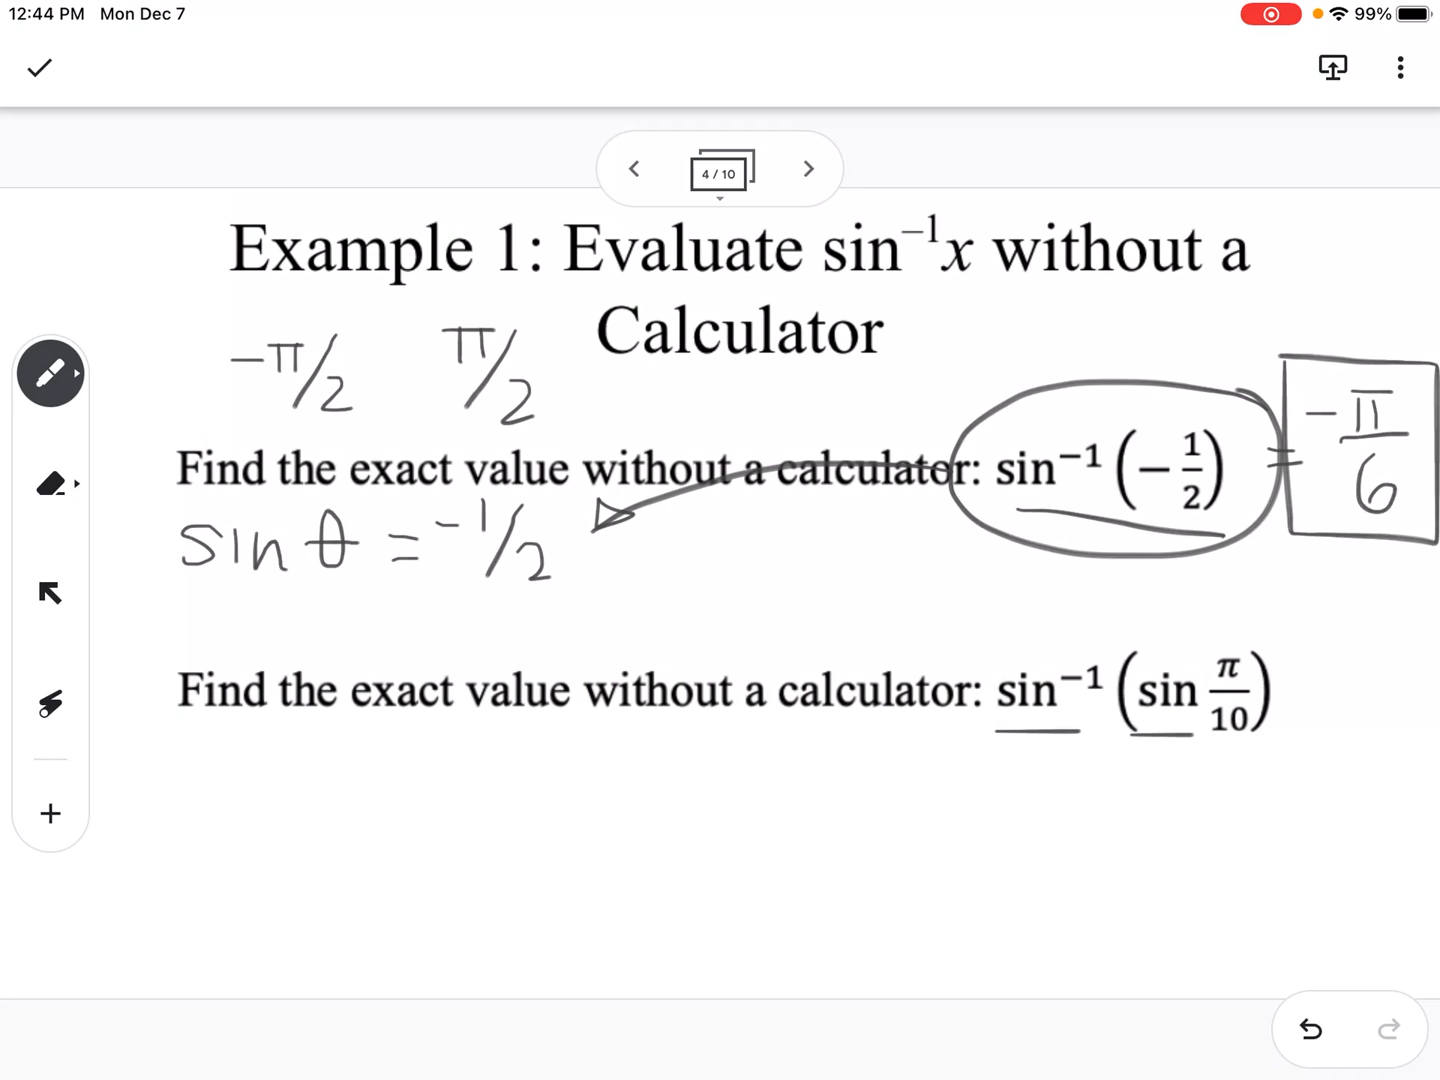 12:44 PM Mon Dec 7 99%
4 / 10
Example 1: Evaluate sin⁻¹x without a
Calculator
-π/2 π/2
Find the exact value without a calculator: sin⁻¹(−1/2) = -π/6
sin θ = -1/2
Find the exact value without a calculator: sin⁻¹(sin π/10)